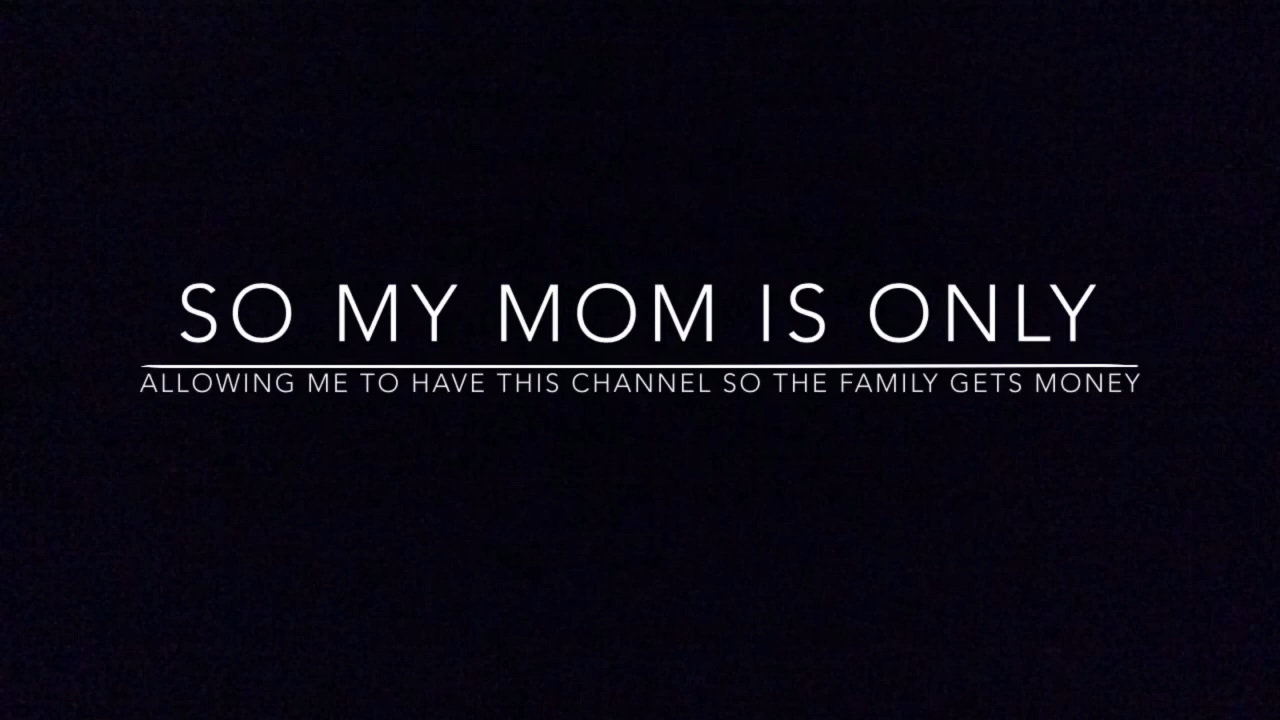 SO MY MOM IS ONLY
ALLOWING ME TO HAVE THIS CHANNEL SO THE FAMILY GETS MONEY